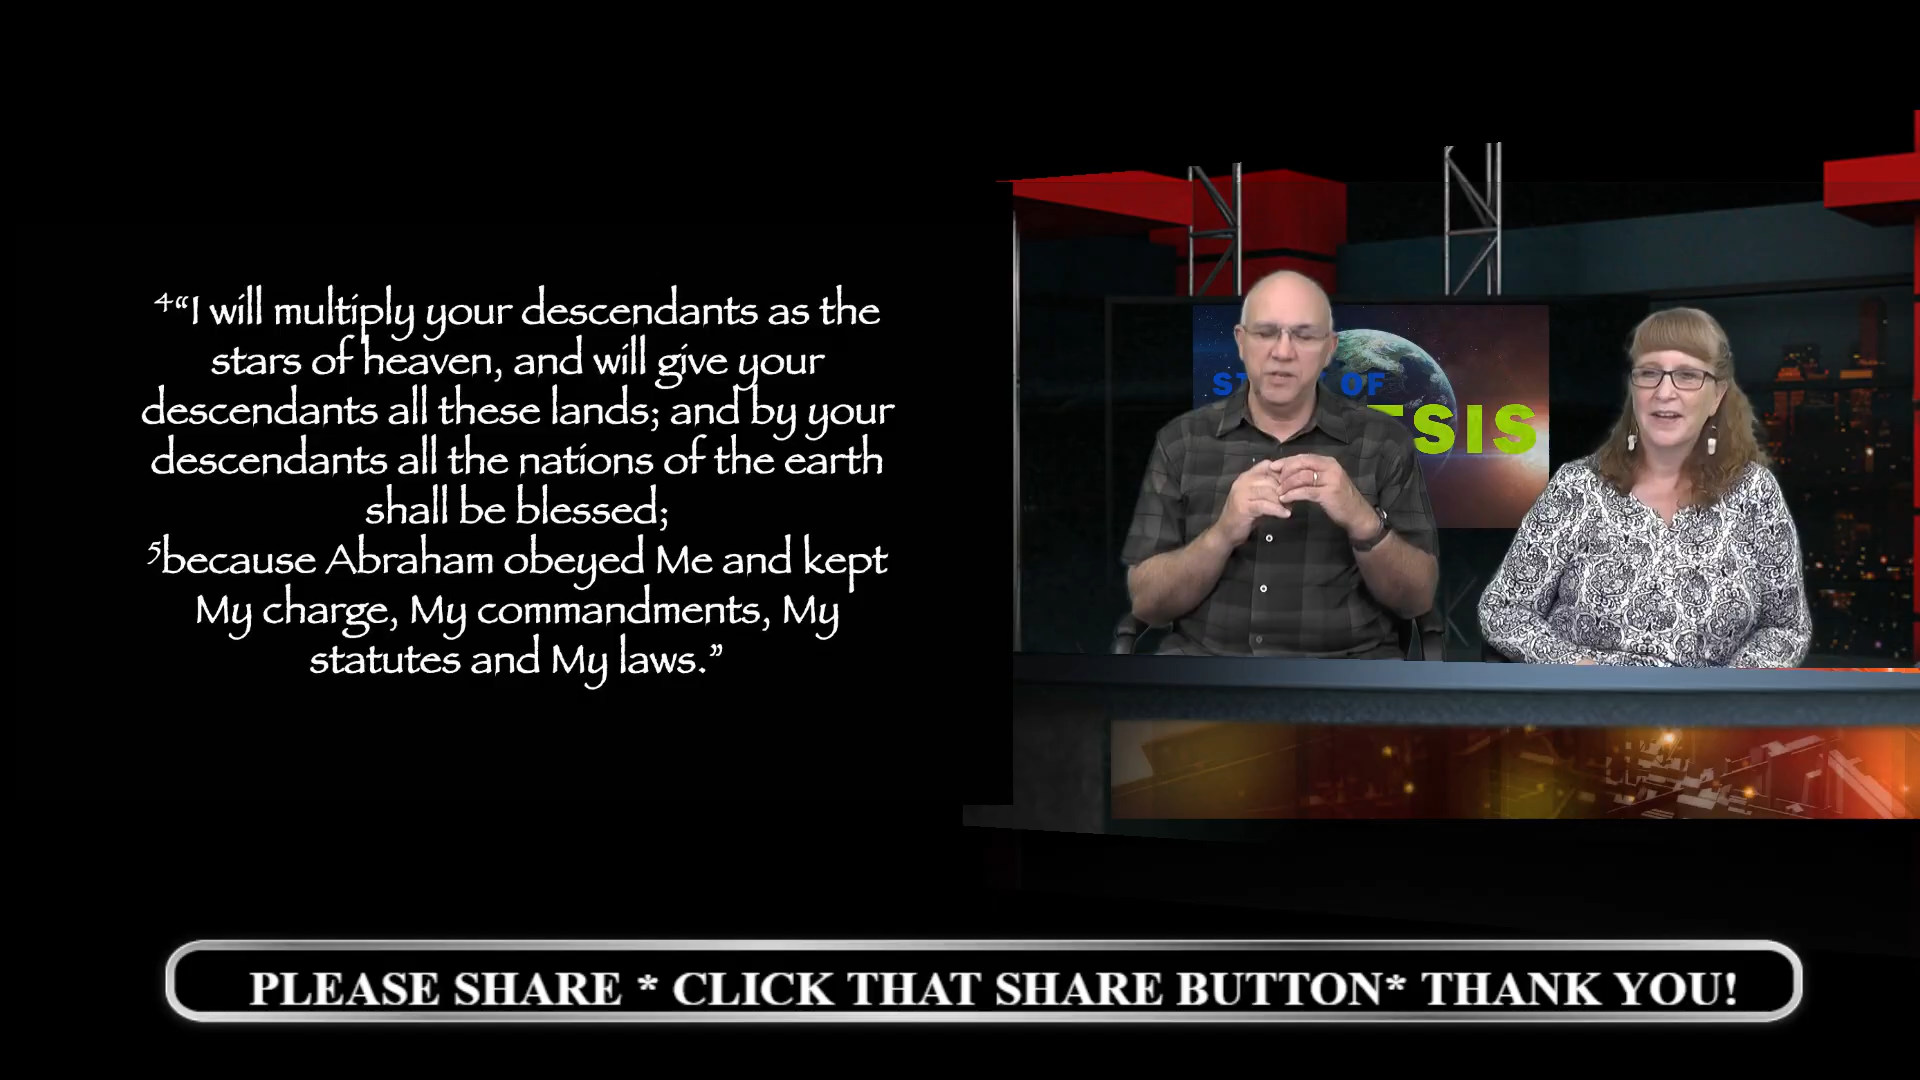 ⁴“I will multiply your descendants as the
stars of heaven, and will give your
descendants all these lands; and by your
descendants all the nations of the earth
shall be blessed;
⁵because Abraham obeyed Me and kept
My charge, My commandments, My
statutes and My laws.”
OF
ESIS
PLEASE SHARE * CLICK THAT SHARE BUTTON* THANK YOU!